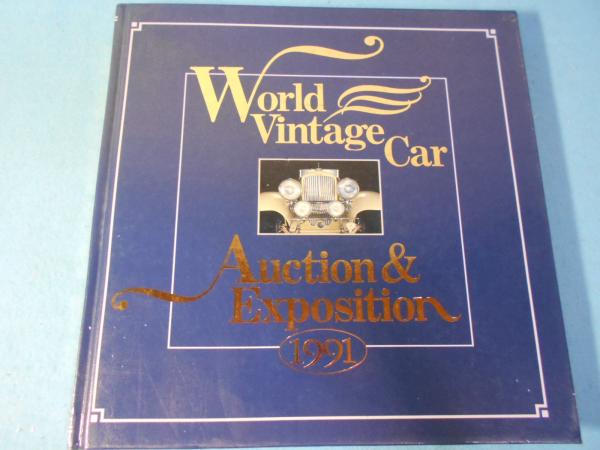 World
Vintage
Car
Auction &
Exposition
1991